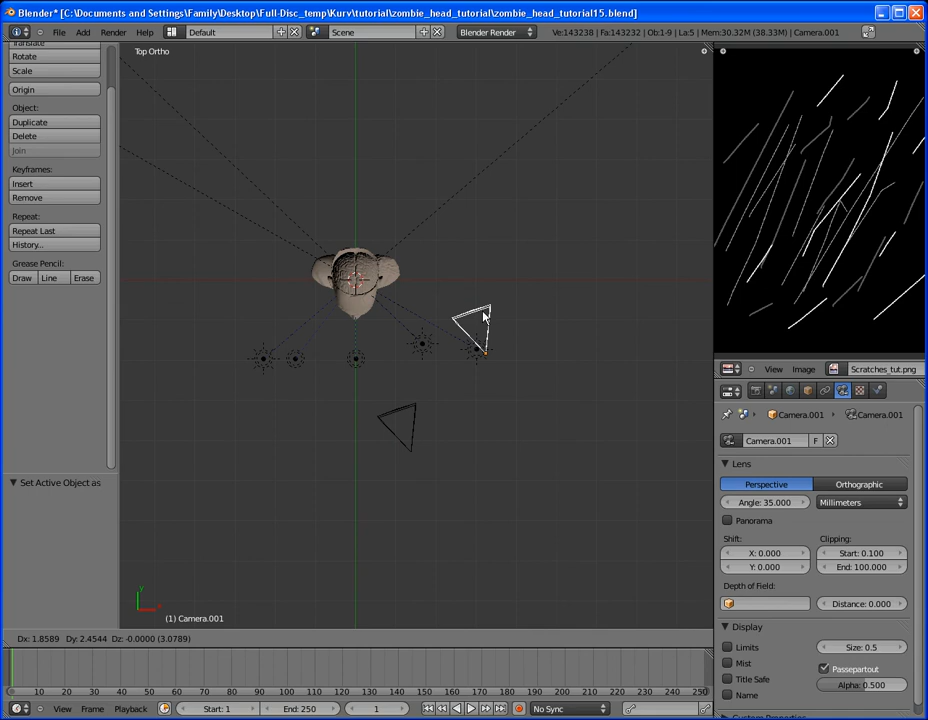 Blender* [C:\Documents and Settings\Family\Desktop\Full-Disc_temp\Kurv\tutorial\zombie_head_tutorial\zombie_head_tutorial15.blend]
File Add Render Help Default Scene Blender Render Ve:143238 | Fa:143232 | Ob:1-9 | La:5 | Mem:30.32M (38.33M) | Camera.001
Translate
Rotate
Scale
Origin
Object:
Duplicate
Delete
Join
Keyframes:
Insert
Remove
Repeat:
Repeat Last
History...
Grease Pencil:
Draw Line Erase
Set Active Object as
Top Ortho
(1) Camera.001
Dx: 1.8589 Dy: 2.4544 Dz: -0.0000 (3.0789)
View Image Scratches_tut.png
Camera.001 Camera.001
Camera.001 F
Lens
Perspective Orthographic
Angle: 35.000 Millimeters
Panorama
Shift: Clipping:
X: 0.000 Start: 0.100
Y: 0.000 End: 100.000
Depth of Field:
Distance: 0.000
Display
Limits Size: 0.5
Mist Passepartout
Title Safe Alpha: 0.500
Name
Custom Properties
10 20 30 40 50 60 70 80 90 100 110 120 130 140 150 160 170 180 190 200 210 220 230 240 250
View Frame Playback Start: 1 End: 250 1 No Sync